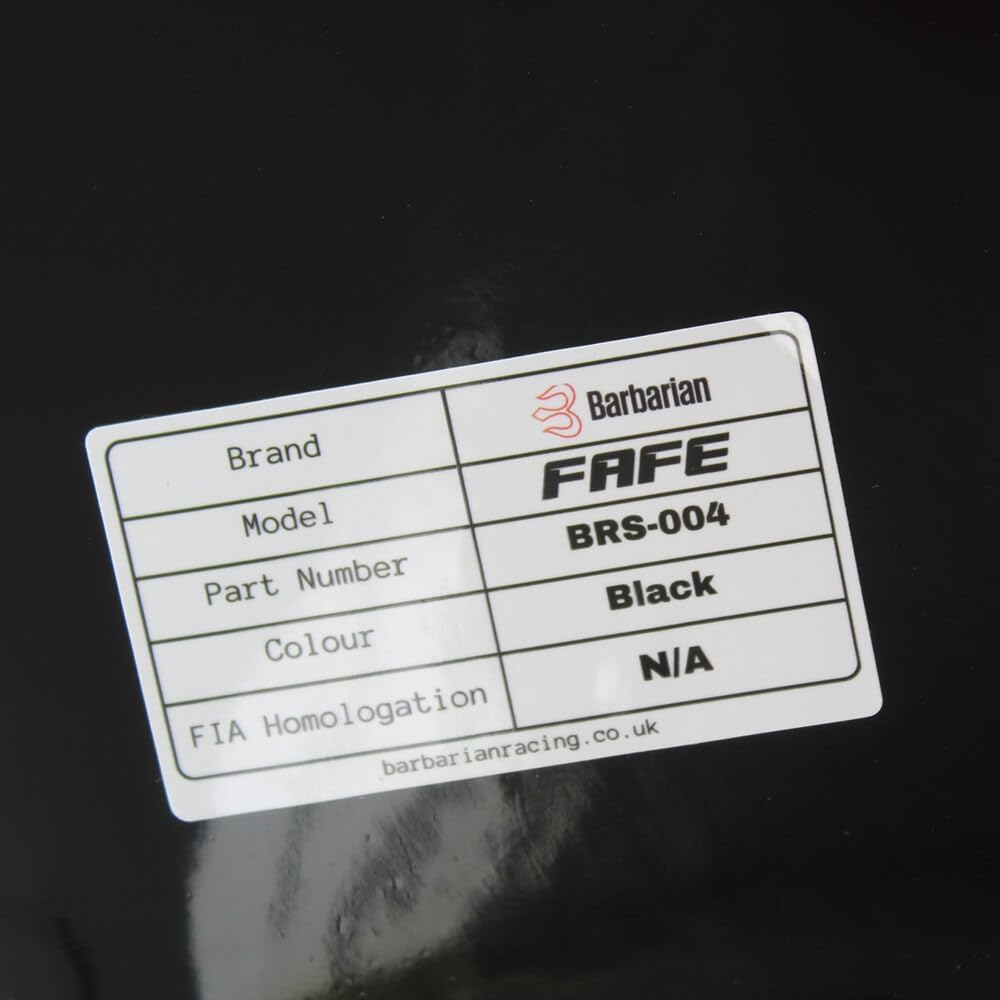 Brand Barbarian
Model FAFE
Part Number BRS-004
Colour Black
FIA Homologation N/A
barbarianracing.co.uk